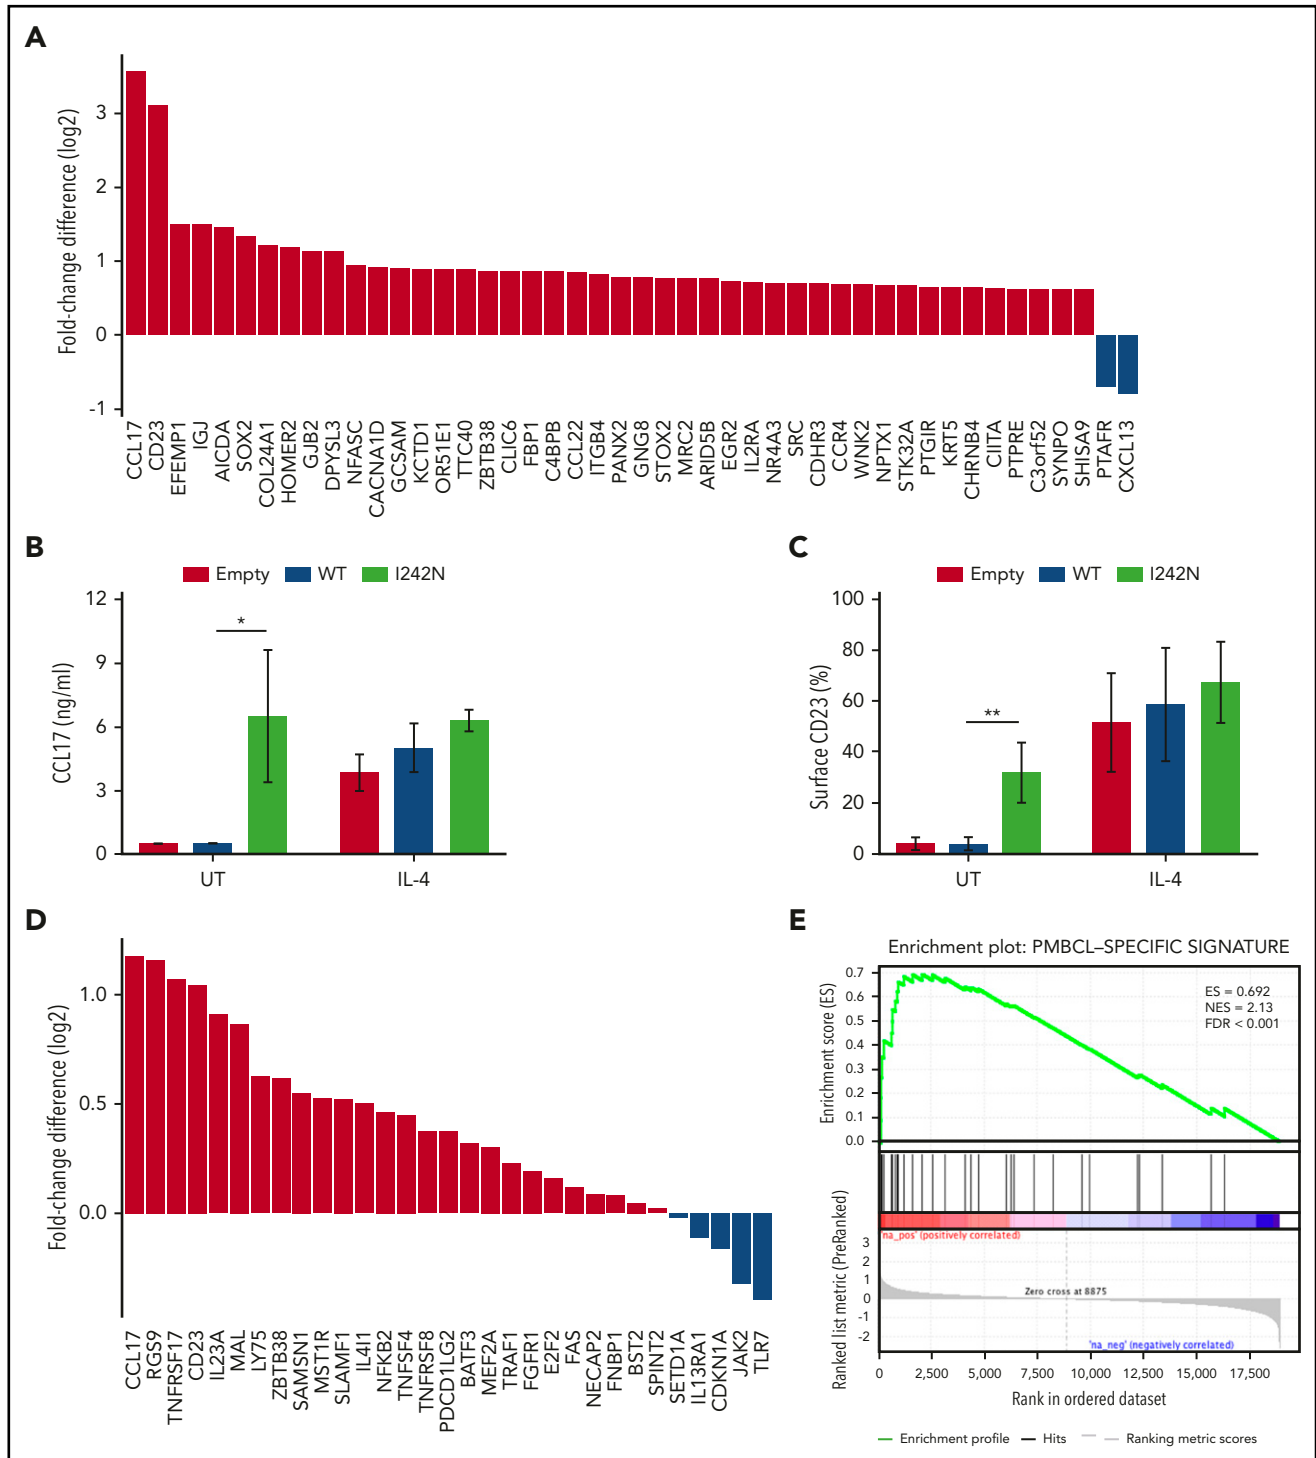 A
Fold-change difference (log2)
3
2
1
0
-1
CCL17
CD23
EFEMP1
IGJ
AICDA
SOX2
COL24A1
HOMER2
GJB2
DPYSL3
NFASC
CACNA1D
GCSAM
KCTD1
OR51E1
TTC40
ZBTB38
CLIC6
FBP1
C4BPB
CCL22
ITGB4
PANX2
GNG8
STOX2
MRC2
ARID5B
EGR2
IL2RA
NR4A3
SRC
CDHR3
CCR4
WNK2
NPTX1
STK32A
PTGIR
KRT5
CHRNB4
CIITA
PTPRE
C3orf52
SYNPO
SHISA9
PTAFR
CXCL13
B
Empty WT I242N
CCL17 (ng/ml)
12
9
6
3
0
*
UT IL-4
C
Empty WT I242N
Surface CD23 (%)
100
80
60
40
20
0
**
UT IL-4
D
Fold-change difference (log2)
1.0
0.5
0.0
CCL17
RGS9
TNFRSF17
CD23
IL23A
MAL
LY75
ZBTB38
SAMSN1
MST1R
SLAMF1
IL4I1
NFKB2
TNFSF4
TNFRSF8
PDCD1LG2
BATF3
MEF2A
TRAF1
FGFR1
E2F2
FAS
NECAP2
FNBP1
BST2
SPINT2
SETD1A
IL13RA1
CDKN1A
JAK2
TLR7
E
Enrichment plot: PMBCL–SPECIFIC SIGNATURE
Enrichment score (ES)
0.7
0.6
0.5
0.4
0.3
0.2
0.1
0.0
ES = 0.692
NES = 2.13
FDR < 0.001
Ranked list metric (PreRanked)
'na_pos' (positively correlated)
3
2
1
0
-1
-2
Zero cross at 8875
'na_neg' (negatively correlated)
0 2,500 5,000 7,500 10,000 12,500 15,000 17,500
Rank in ordered dataset
Enrichment profile Hits Ranking metric scores